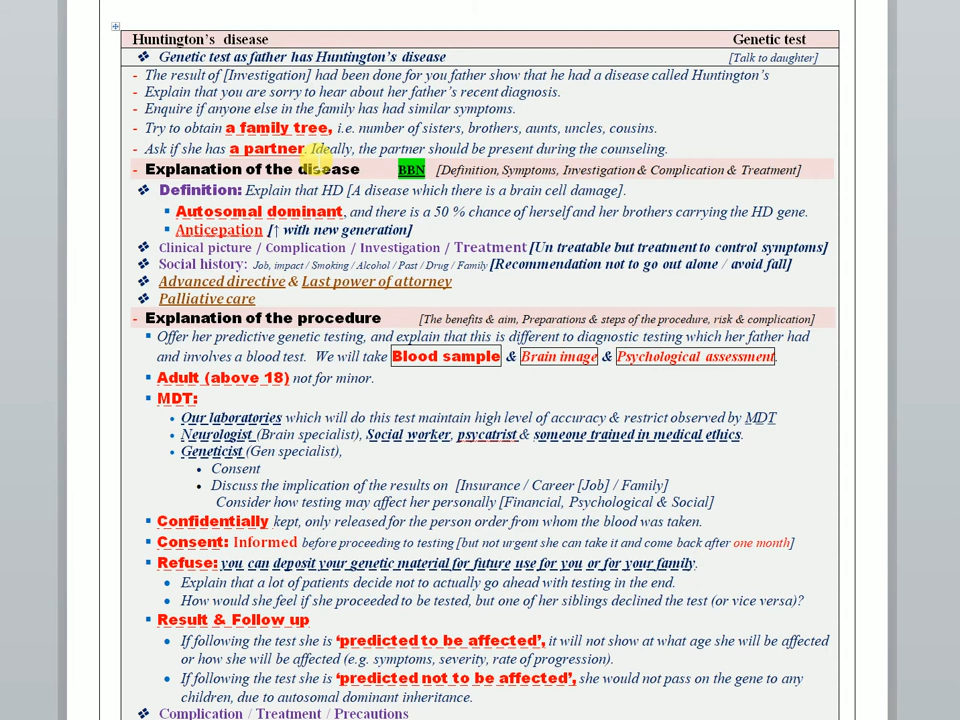 Huntington's disease Genetic test
❖ Genetic test as father has Huntington's disease [Talk to daughter]
- The result of [Investigation] had been done for you father show that he had a disease called Huntington's
- Explain that you are sorry to hear about her father's recent diagnosis.
- Enquire if anyone else in the family has had similar symptoms.
- Try to obtain a family tree, i.e. number of sisters, brothers, aunts, uncles, cousins.
- Ask if she has a partner. Ideally, the partner should be present during the counseling.
- Explanation of the disease BBN [Definition, Symptoms, Investigation & Complication & Treatment]
❖ Definition: Explain that HD [A disease which there is a brain cell damage].
▪ Autosomal dominant, and there is a 50 % chance of herself and her brothers carrying the HD gene.
▪ Anticepation [↑ with new generation]
❖ Clinical picture / Complication / Investigation / Treatment [Un treatable but treatment to control symptoms]
❖ Social history: Job, impact / Smoking / Alcohol / Past / Drug / Family [Recommendation not to go out alone / avoid fall]
❖ Advanced directive & Last power of attorney
❖ Palliative care
- Explanation of the procedure [The benefits & aim, Preparations & steps of the procedure, risk & complication]
▪ Offer her predictive genetic testing, and explain that this is different to diagnostic testing which her father had
and involves a blood test. We will take Blood sample & Brain image & Psychological assessment.
▪ Adult (above 18) not for minor.
▪ MDT:
• Our laboratories which will do this test maintain high level of accuracy & restrict observed by MDT
• Neurologist (Brain specialist), Social worker, psycatrist & someone trained in medical ethics.
• Geneticist (Gen specialist),
• Consent
• Discuss the implication of the results on [Insurance / Career [Job] / Family]
Consider how testing may affect her personally [Financial, Psychological & Social]
▪ Confidentially kept, only released for the person order from whom the blood was taken.
▪ Consent: Informed before proceeding to testing [but not urgent she can take it and come back after one month]
▪ Refuse: you can deposit your genetic material for future use for you or for your family.
• Explain that a lot of patients decide not to actually go ahead with testing in the end.
• How would she feel if she proceeded to be tested, but one of her siblings declined the test (or vice versa)?
▪ Result & Follow up
• If following the test she is 'predicted to be affected', it will not show at what age she will be affected
or how she will be affected (e.g. symptoms, severity, rate of progression).
• If following the test she is 'predicted not to be affected', she would not pass on the gene to any
children, due to autosomal dominant inheritance.
❖ Complication / Treatment / Precautions